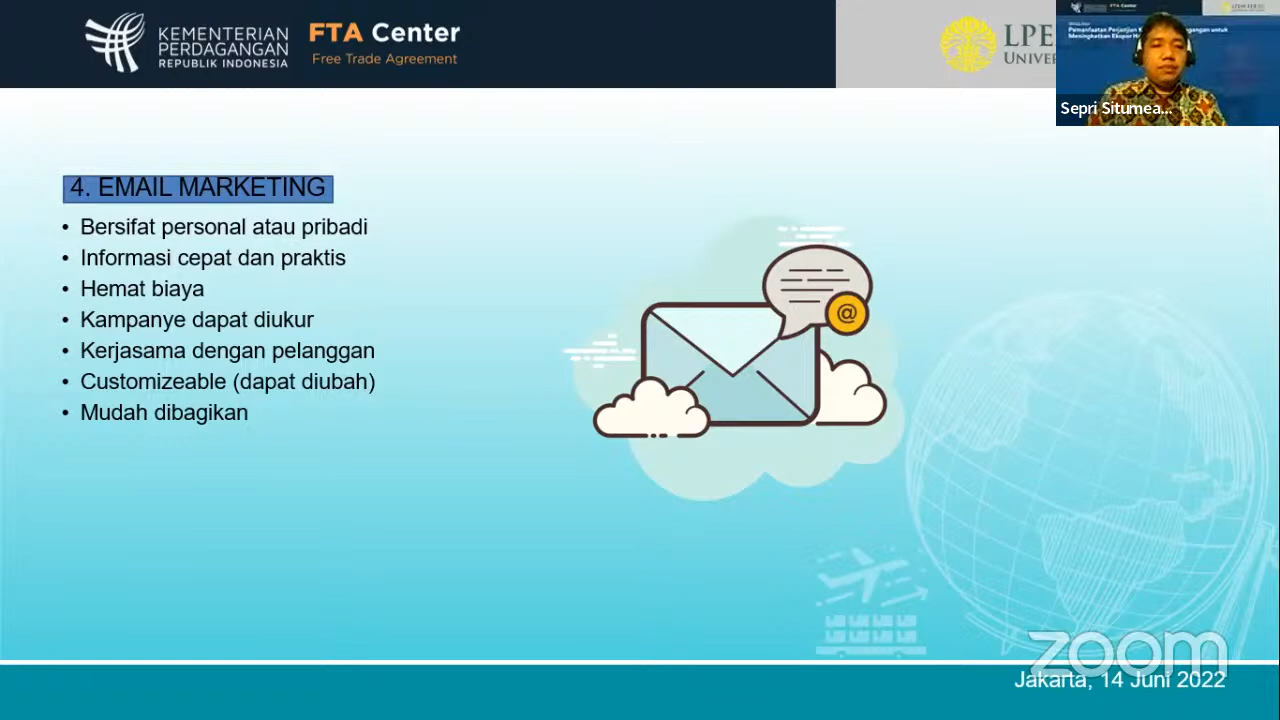 KEMENTERIAN
PERDAGANGAN
REPUBLIK INDONESIA
FTA Center
Free Trade Agreement
Sepri Situmea...
4. EMAIL MARKETING
• Bersifat personal atau pribadi
• Informasi cepat dan praktis
• Hemat biaya
• Kampanye dapat diukur
• Kerjasama dengan pelanggan
• Customizeable (dapat diubah)
• Mudah dibagikan
@
zoom
Jakarta, 14 Juni 2022